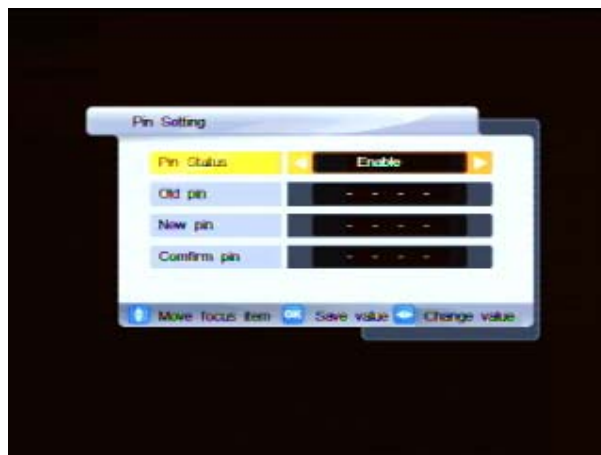 Pin Setting
Pin Status Enable
Old pin - - - -
New pin - - - -
Comfirm pin - - - -
Move focus item OK Save value Change value